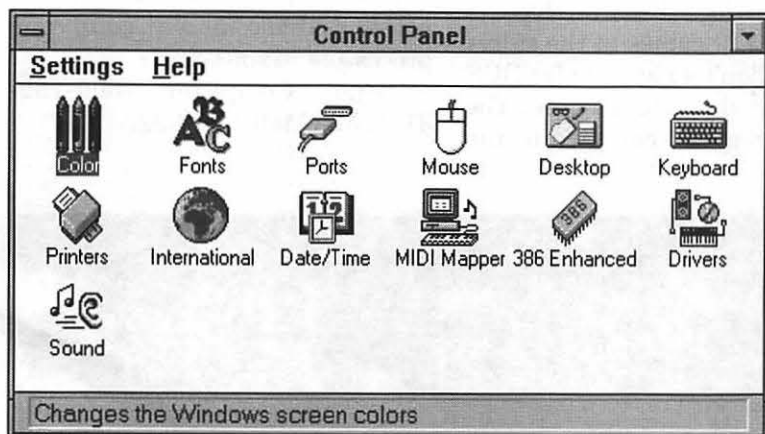 Control Panel
Settings Help
Color Fonts Ports Mouse Desktop Keyboard
Printers International Date/Time MIDI Mapper 386 Enhanced Drivers
Sound
Changes the Windows screen colors